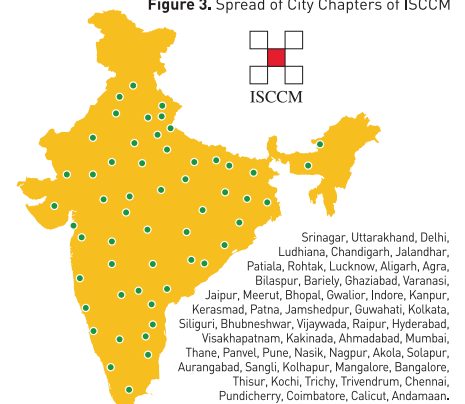 Figure 3. Spread of City Chapters of ISCCM
ISCCM
Srinagar, Uttarakhand, Delhi,
Ludhiana, Chandigarh, Jalandhar,
Patiala, Rohtak, Lucknow, Aligarh, Agra,
Bilaspur, Bariely, Ghaziabad, Varanasi,
Jaipur, Meerut, Bhopal, Gwalior, Indore, Kanpur,
Kerasmad, Patna, Jamshedpur, Guwahati, Kolkata,
Siliguri, Bhubneshwar, Vijaywada, Raipur, Hyderabad,
Visakhapatnam, Kakinada, Ahmadabad, Mumbai,
Thane, Panvel, Pune, Nasik, Nagpur, Akola, Solapur,
Aurangabad, Sangli, Kolhapur, Mangalore, Bangalore,
Thisur, Kochi, Trichy, Trivendrum, Chennai,
Pundicherry, Coimbatore, Calicut, Andamaan.